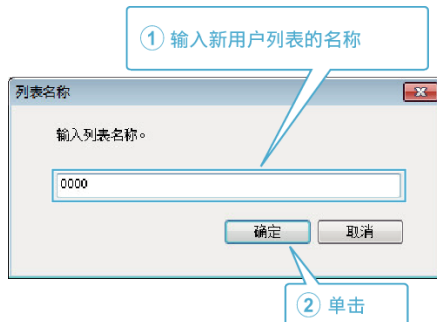 ① 输入新用户列表的名称
列表名称
输入列表名称。
0000
确定 取消
② 单击